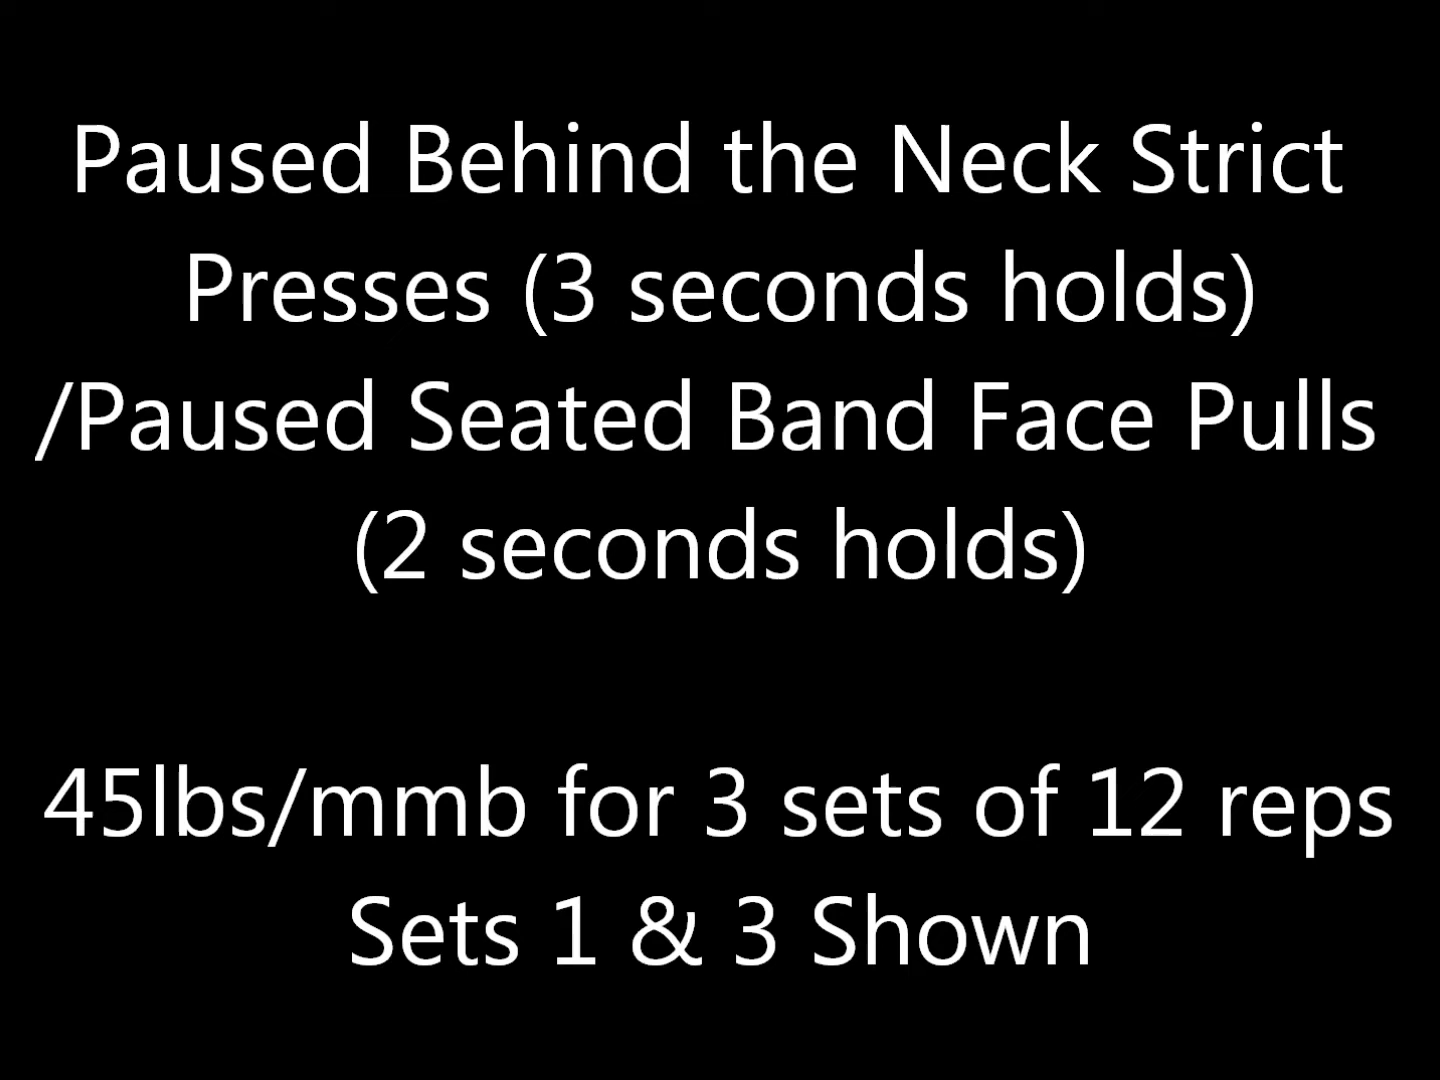 Paused Behind the Neck Strict
Presses (3 seconds holds)
/Paused Seated Band Face Pulls
(2 seconds holds)
45lbs/mmb for 3 sets of 12 reps
Sets 1 & 3 Shown